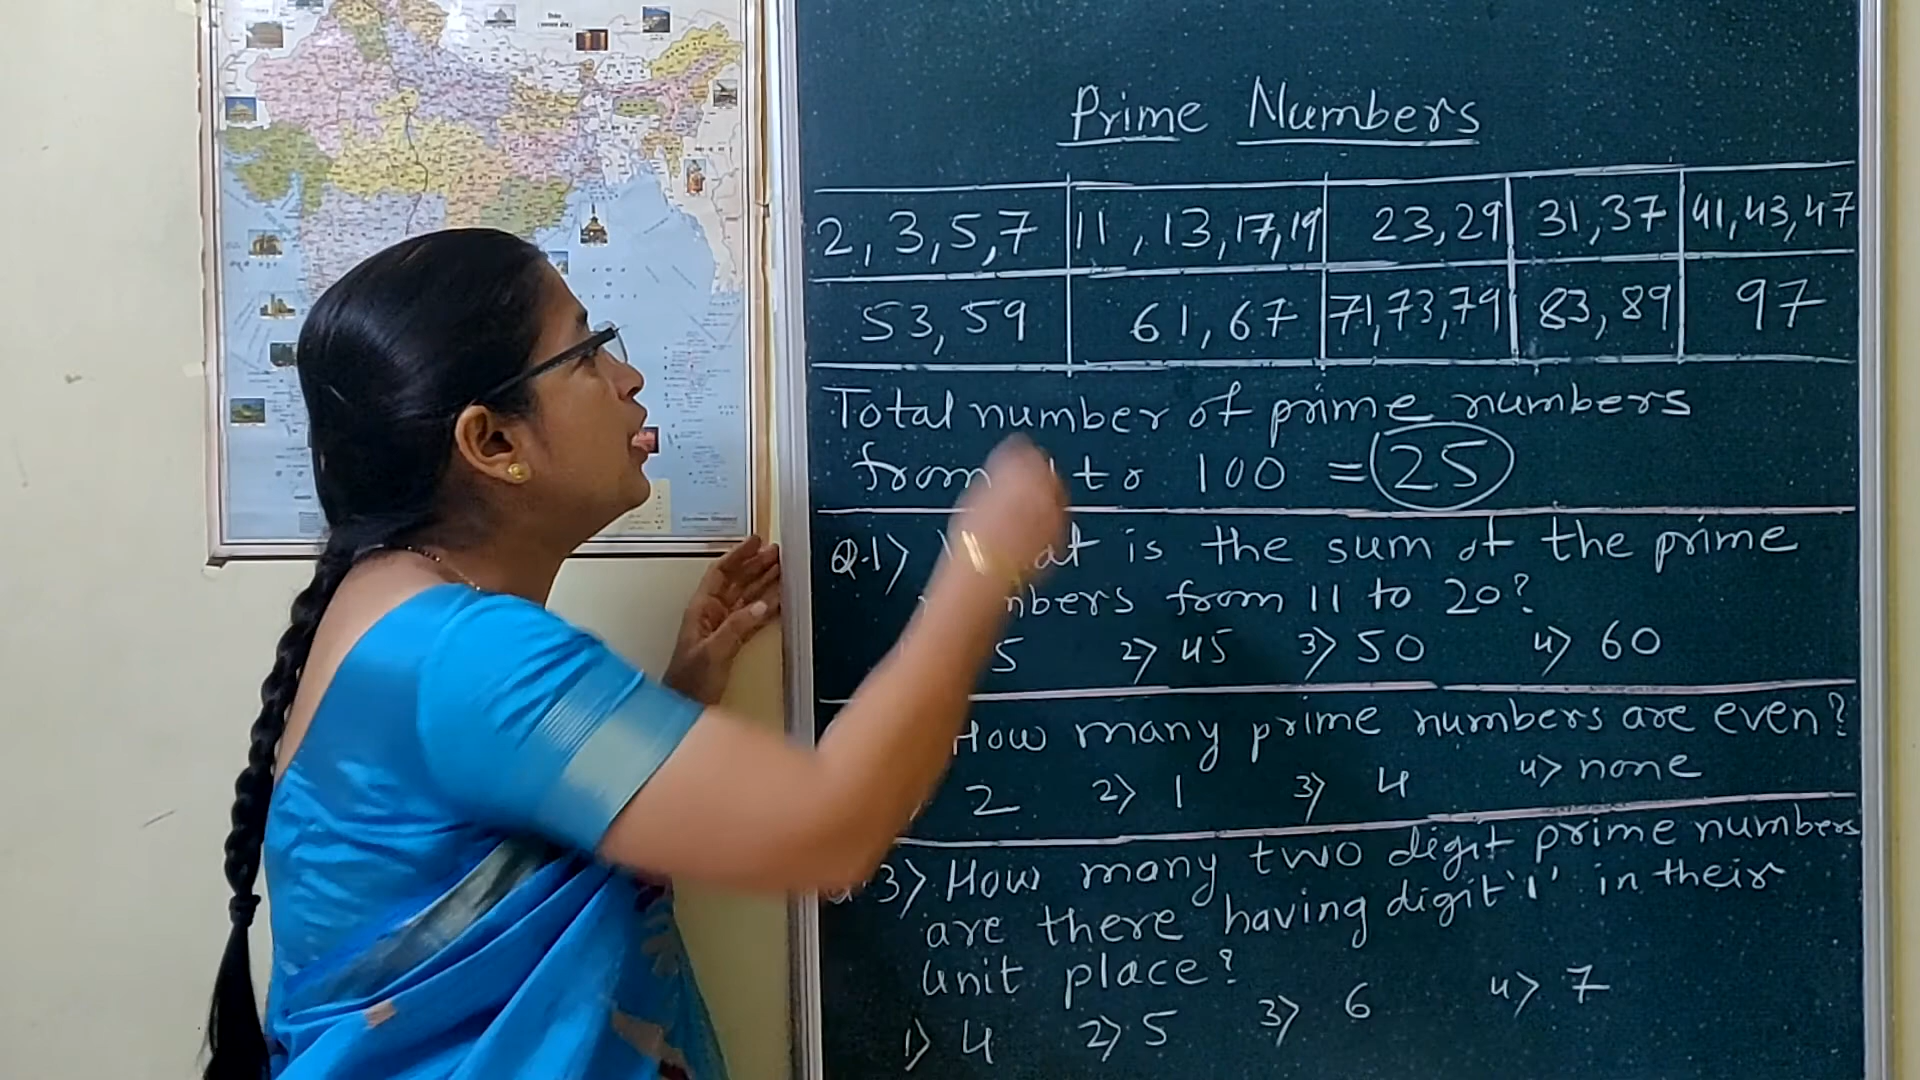 Prime Numbers
2, 3, 5, 7 11, 13, 17, 19 23, 29 31, 37 41, 43, 47
53, 59 61, 67 71, 73, 79 83, 89 97
Total number of prime numbers
from to 100 = 25
Q.1) is the sum of the prime
from 11 to 20?
2) 45 3) 50 4) 60
How many prime numbers are even?
2 2) 1 3) 4 4) none
3) How many two digit prime numbers
are there having digit '1' in their
unit place?
1) 4 2) 5 3) 6 4) 7